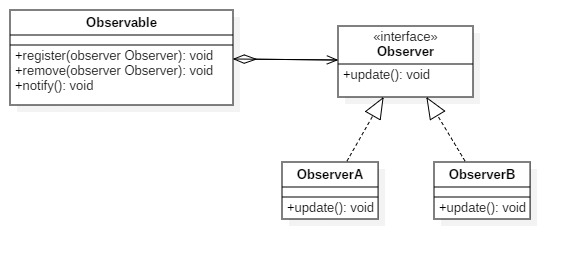 Observable
+register(observer Observer): void
+remove(observer Observer): void
+notify(): void
«interface»
Observer
+update(): void
ObserverA
+update(): void
ObserverB
+update(): void